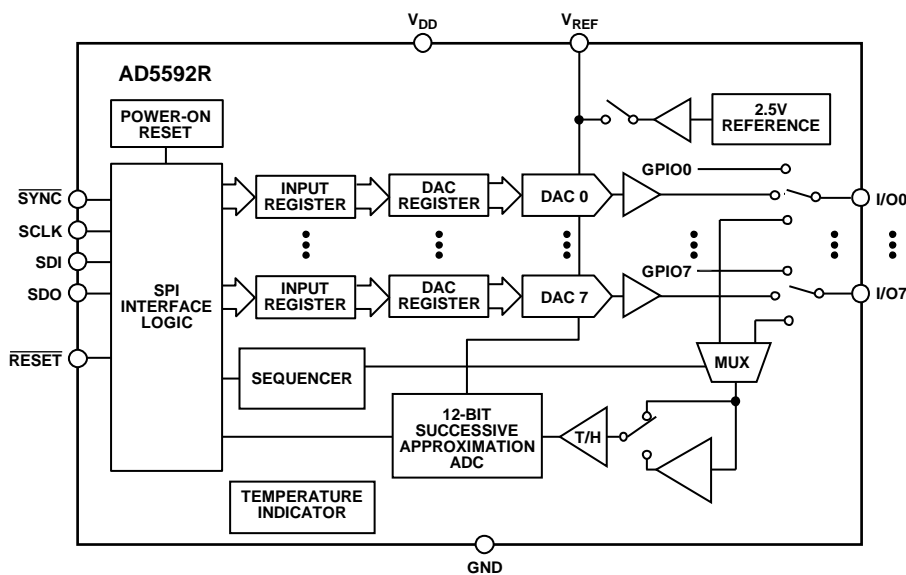 VDD
VREF
AD5592R
POWER-ON
RESET
2.5V
REFERENCE
SYNC
SCLK
SDI
SDO
RESET
SPI
INTERFACE
LOGIC
INPUT
REGISTER
DAC
REGISTER
DAC 0
GPIO0
I/O0
INPUT
REGISTER
DAC
REGISTER
DAC 7
GPIO7
I/O7
SEQUENCER
MUX
12-BIT
SUCCESSIVE
APPROXIMATION
ADC
T/H
TEMPERATURE
INDICATOR
GND